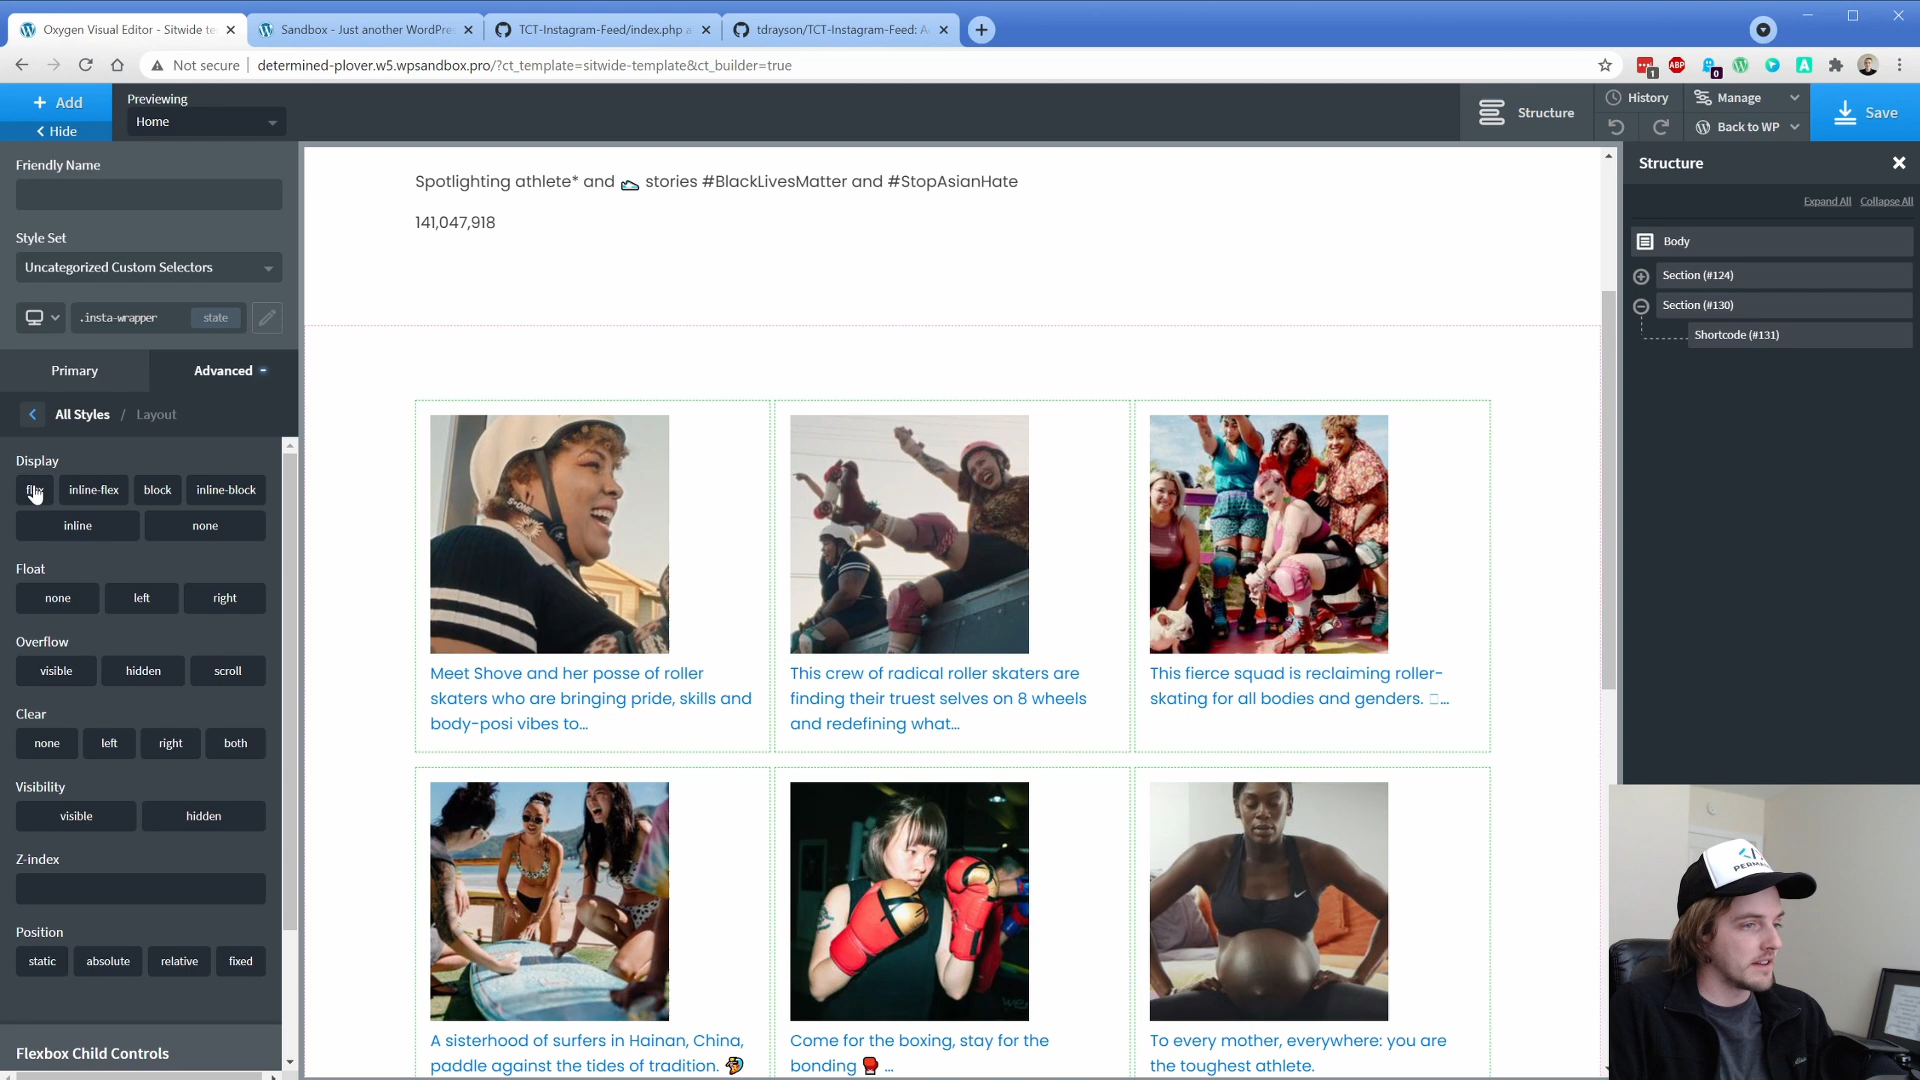 Oxygen Visual Editor - Sitwide te
Sandbox - Just another WordPre
TCT-Instagram-Feed/index.php a
tdrayson/TCT-Instagram-Feed: A
Not secure
determined-plover.w5.wpsandbox.pro/?ct_template=sitwide-template&ct_builder=true
1
ABP
0
+ Add
Hide
Previewing
Home
Structure
History
Manage
Back to WP
Save
Friendly Name
Style Set
Uncategorized Custom Selectors
.insta-wrapper
state
Primary
Advanced
All Styles / Layout
Display
flex
inline-flex
block
inline-block
inline
none
Float
none
left
right
Overflow
visible
hidden
scroll
Clear
none
left
right
both
Visibility
visible
hidden
Z-index
Position
static
absolute
relative
fixed
Flexbox Child Controls
Spotlighting athlete* and 👟 stories #BlackLivesMatter and #StopAsianHate
141,047,918
Meet Shove and her posse of roller
skaters who are bringing pride, skills and
body-posi vibes to...
This crew of radical roller skaters are
finding their truest selves on 8 wheels
and redefining what...
This fierce squad is reclaiming roller-
skating for all bodies and genders. ▯...
A sisterhood of surfers in Hainan, China,
paddle against the tides of tradition. 🏄
Come for the boxing, stay for the
bonding 🥊 ...
To every mother, everywhere: you are
the toughest athlete.
Structure
Expand All
Collapse All
Body
Section (#124)
Section (#130)
Shortcode (#131)